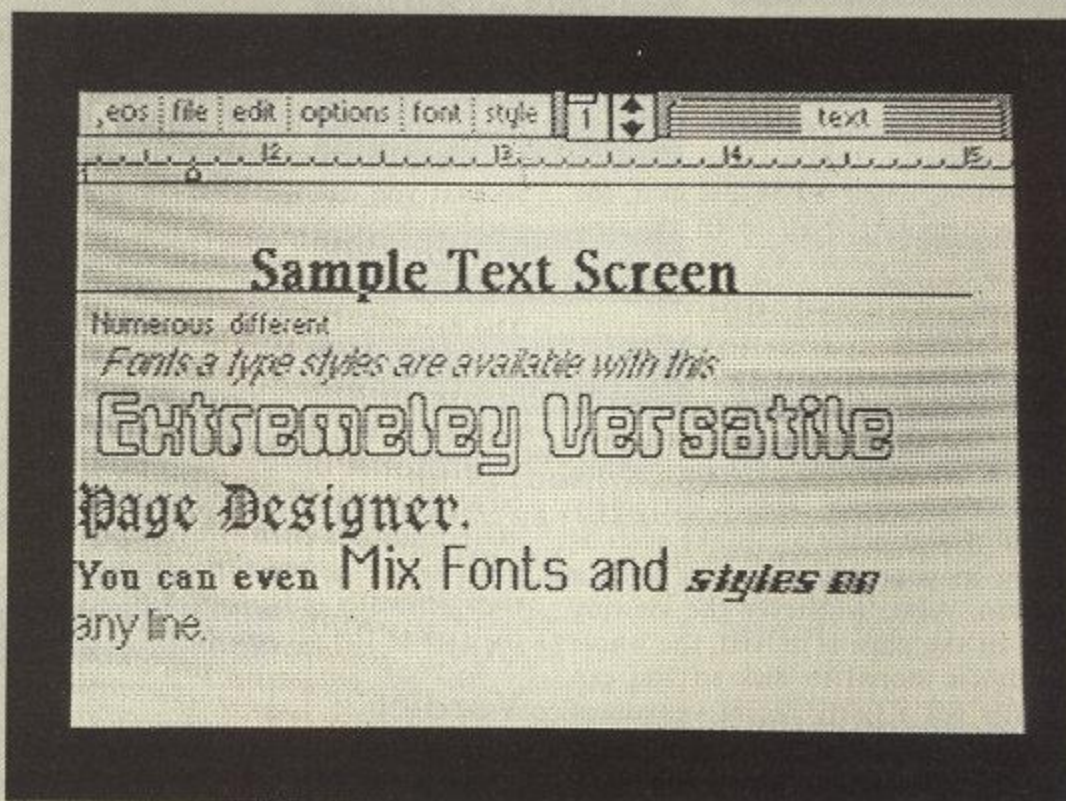 ,eos file edit options font style 1 text
12 13 14 15
Sample Text Screen
Numerous different
Fonts a type styles are available with this
Extremeley Versatile
Page Designer.
You can even Mix Fonts and styles on
any line.